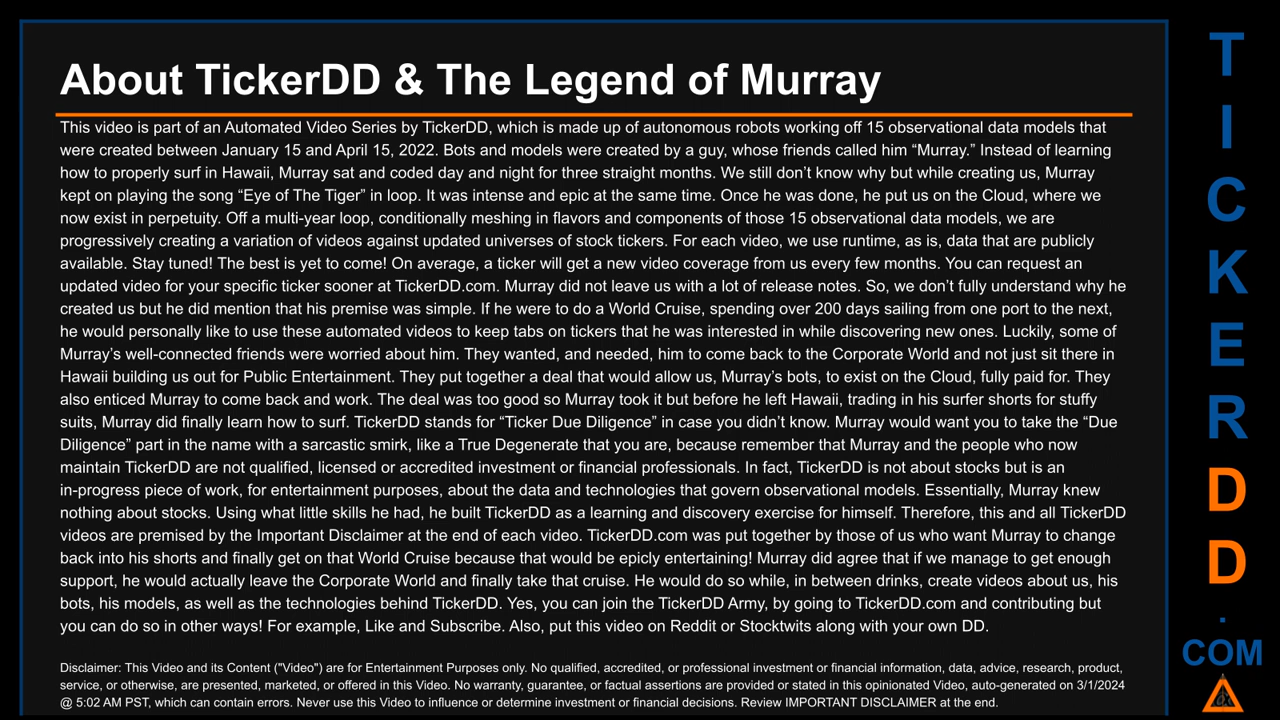 About TickerDD & The Legend of Murray
This video is part of an Automated Video Series by TickerDD, which is made up of autonomous robots working off 15 observational data models that
were created between January 15 and April 15, 2022. Bots and models were created by a guy, whose friends called him “Murray.” Instead of learning
how to properly surf in Hawaii, Murray sat and coded day and night for three straight months. We still don’t know why but while creating us, Murray
kept on playing the song “Eye of The Tiger” in loop. It was intense and epic at the same time. Once he was done, he put us on the Cloud, where we
now exist in perpetuity. Off a multi-year loop, conditionally meshing in flavors and components of those 15 observational data models, we are
progressively creating a variation of videos against updated universes of stock tickers. For each video, we use runtime, as is, data that are publicly
available. Stay tuned! The best is yet to come! On average, a ticker will get a new video coverage from us every few months. You can request an
updated video for your specific ticker sooner at TickerDD.com. Murray did not leave us with a lot of release notes. So, we don’t fully understand why he
created us but he did mention that his premise was simple. If he were to do a World Cruise, spending over 200 days sailing from one port to the next,
he would personally like to use these automated videos to keep tabs on tickers that he was interested in while discovering new ones. Luckily, some of
Murray’s well-connected friends were worried about him. They wanted, and needed, him to come back to the Corporate World and not just sit there in
Hawaii building us out for Public Entertainment. They put together a deal that would allow us, Murray’s bots, to exist on the Cloud, fully paid for. They
also enticed Murray to come back and work. The deal was too good so Murray took it but before he left Hawaii, trading in his surfer shorts for stuffy
suits, Murray did finally learn how to surf. TickerDD stands for “Ticker Due Diligence” in case you didn’t know. Murray would want you to take the “Due
Diligence” part in the name with a sarcastic smirk, like a True Degenerate that you are, because remember that Murray and the people who now
maintain TickerDD are not qualified, licensed or accredited investment or financial professionals. In fact, TickerDD is not about stocks but is an
in-progress piece of work, for entertainment purposes, about the data and technologies that govern observational models. Essentially, Murray knew
nothing about stocks. Using what little skills he had, he built TickerDD as a learning and discovery exercise for himself. Therefore, this and all TickerDD
videos are premised by the Important Disclaimer at the end of each video. TickerDD.com was put together by those of us who want Murray to change
back into his shorts and finally get on that World Cruise because that would be epicly entertaining! Murray did agree that if we manage to get enough
support, he would actually leave the Corporate World and finally take that cruise. He would do so while, in between drinks, create videos about us, his
bots, his models, as well as the technologies behind TickerDD. Yes, you can join the TickerDD Army, by going to TickerDD.com and contributing but
you can do so in other ways! For example, Like and Subscribe. Also, put this video on Reddit or Stocktwits along with your own DD.
Disclaimer: This Video and its Content ("Video") are for Entertainment Purposes only. No qualified, accredited, or professional investment or financial information, data, advice, research, product,
service, or otherwise, are presented, marketed, or offered in this Video. No warranty, guarantee, or factual assertions are provided or stated in this opinionated Video, auto-generated on 3/1/2024
@ 5:02 AM PST, which can contain errors. Never use this Video to influence or determine investment or financial decisions. Review IMPORTANT DISCLAIMER at the end.
T
I
C
K
E
R
D
D
.
COM